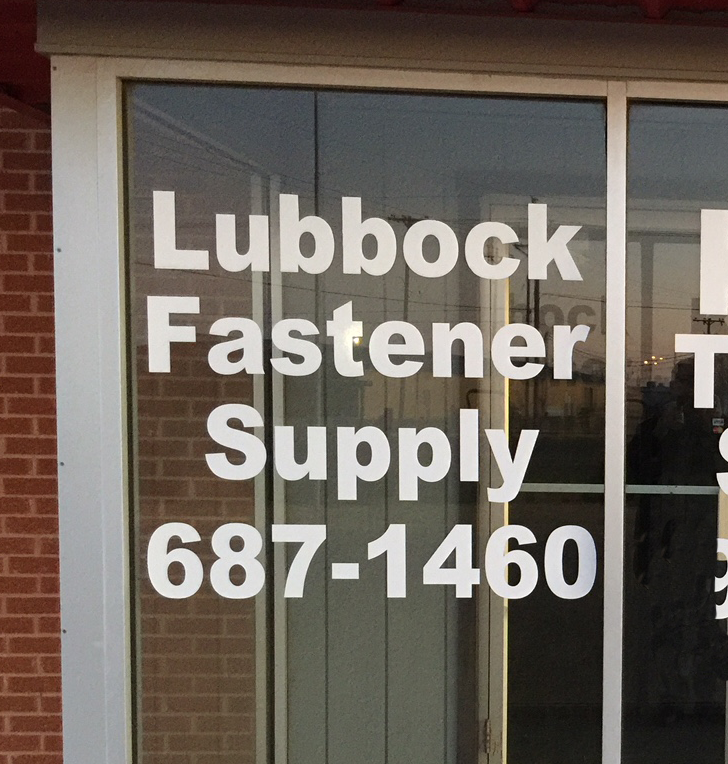 Lubbock
Fastener
Supply
687-1460